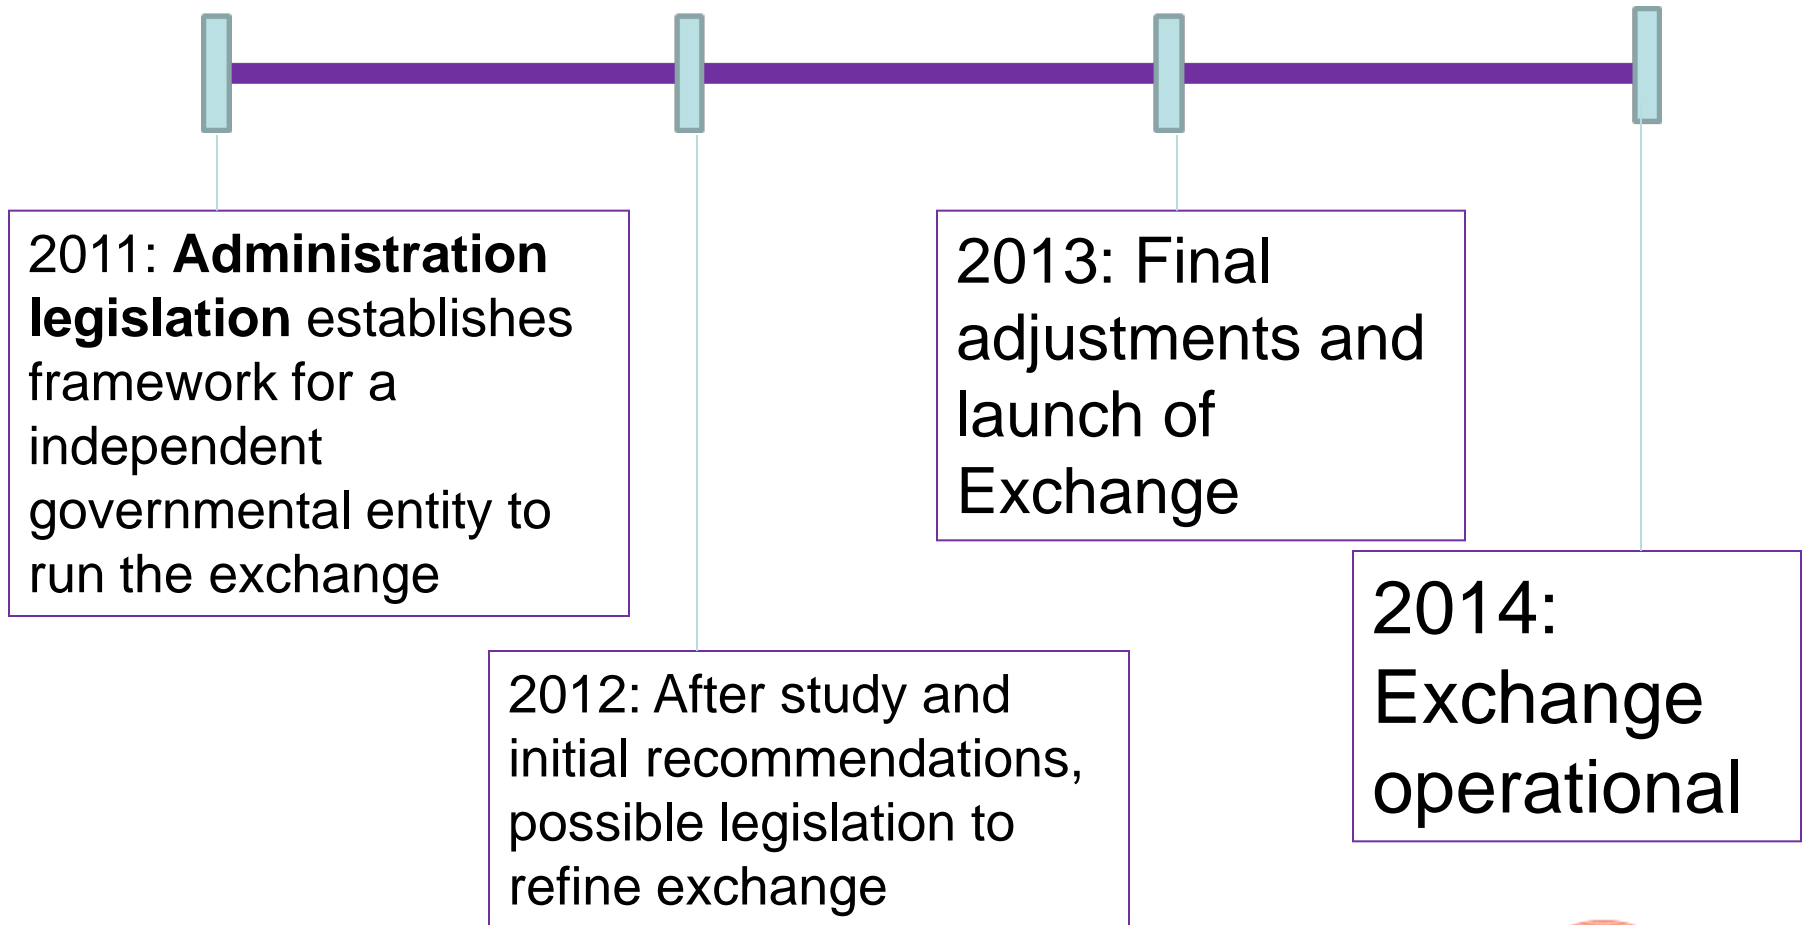 2011: Administration
legislation establishes
framework for a
independent
governmental entity to
run the exchange
2012: After study and
initial recommendations,
possible legislation to
refine exchange
2013: Final
adjustments and
launch of
Exchange
2014:
Exchange
operational